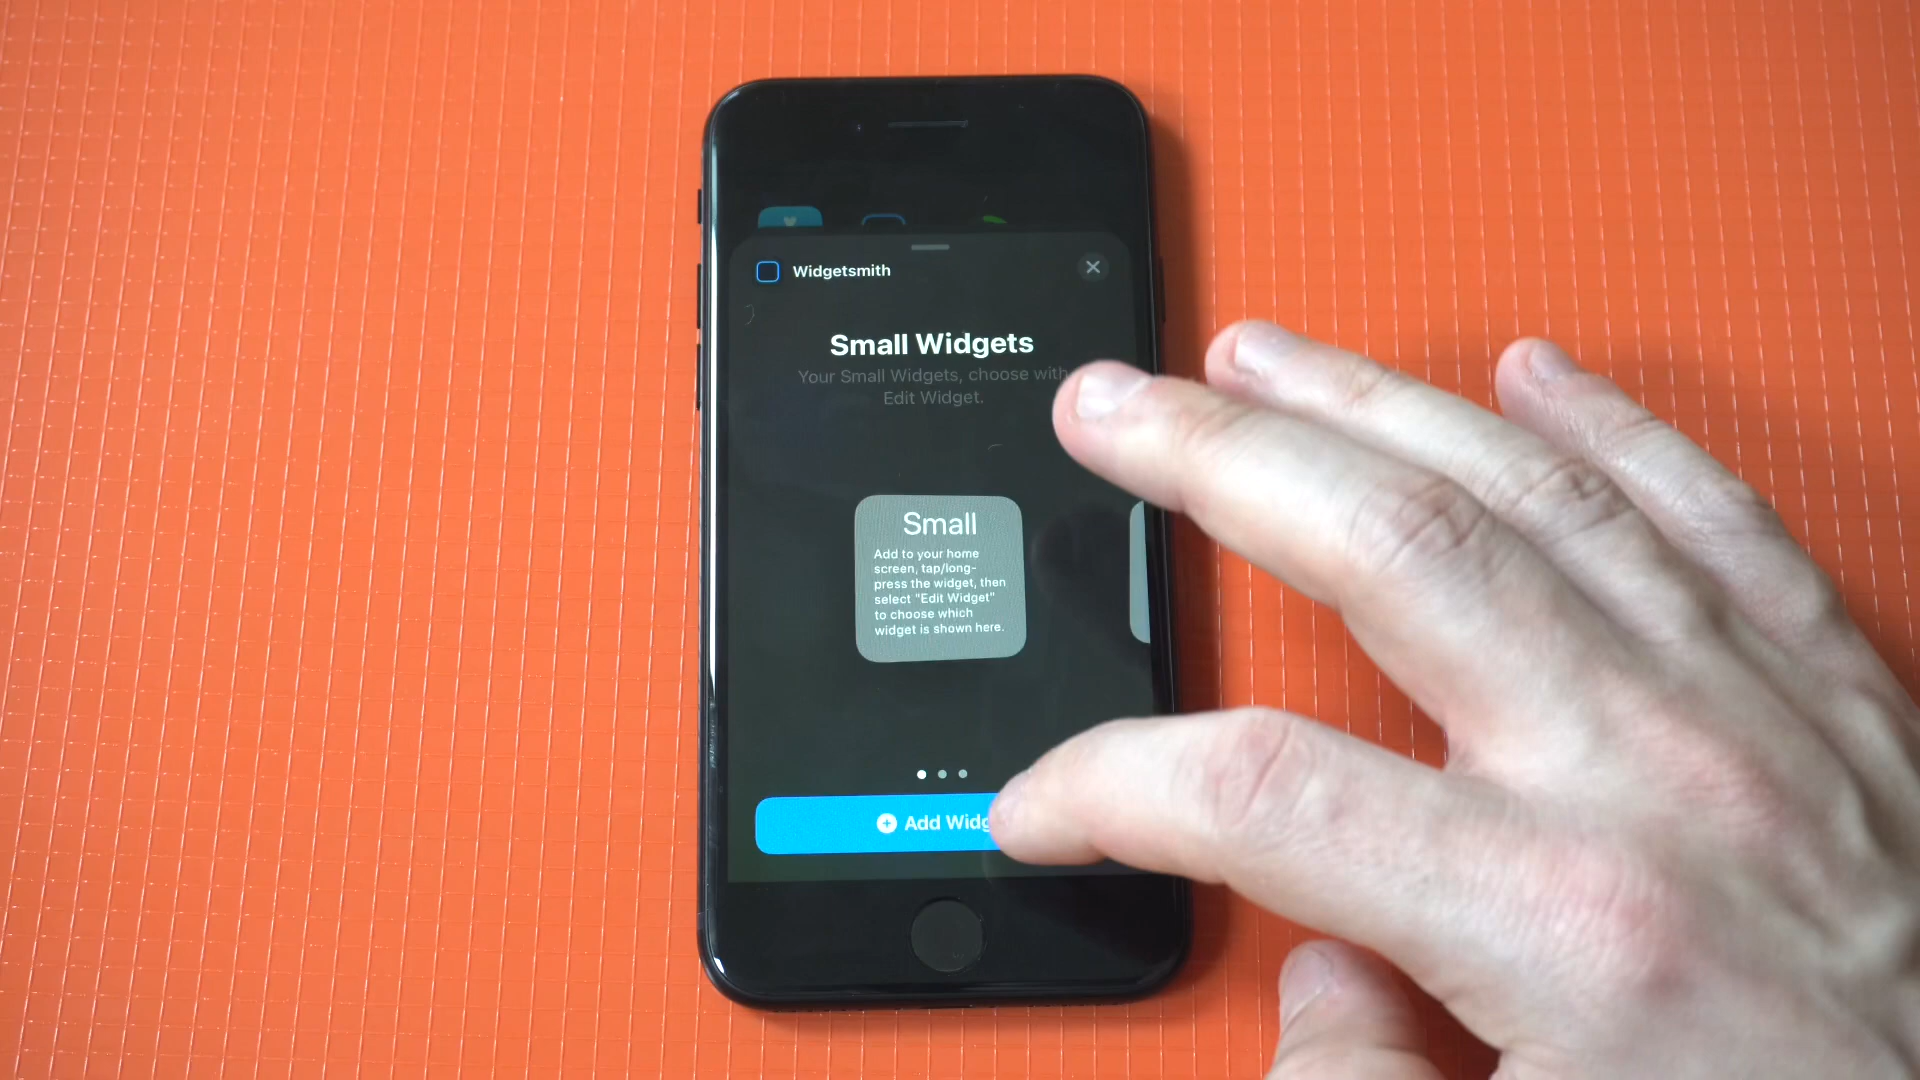 Widgetsmith
Small Widgets
Your Small Widgets, choose with
Edit Widget.
Small
Add to your home
screen, tap/long-
press the widget, then
select "Edit Widget"
to choose which
widget is shown here.
Add Widg